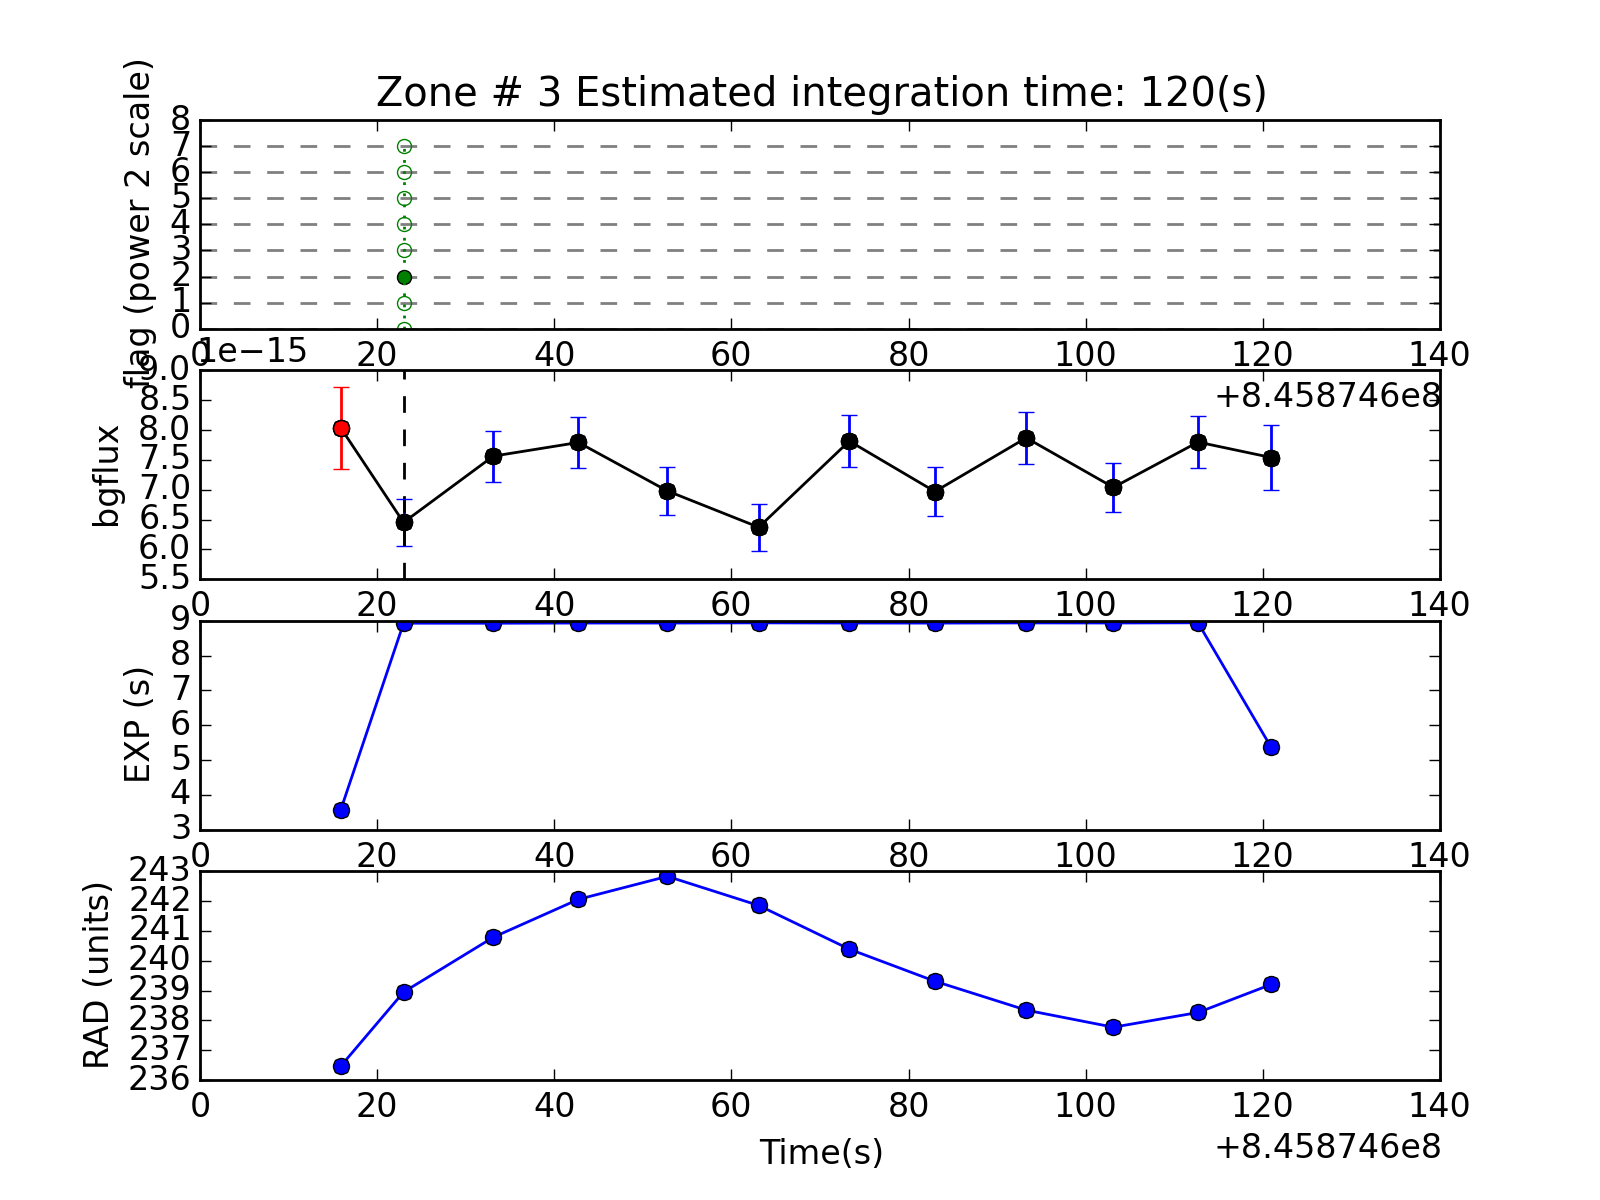 Zone # 3 Estimated integration time: 120(s)
flag (power 2 scale)
8
7
6
5
4
3
2
1
0
0 20 40 60 80 100 120 140
1e−15
+8.458746e8
bgflux
9.0
8.5
8.0
7.5
7.0
6.5
6.0
5.5
0 20 40 60 80 100 120 140
EXP (s)
9
8
7
6
5
4
3
0 20 40 60 80 100 120 140
RAD (units)
243
242
241
240
239
238
237
236
0 20 40 60 80 100 120 140
Time(s)
+8.458746e8